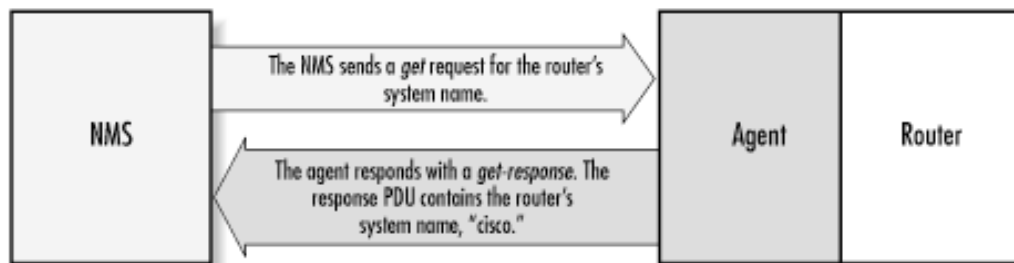 NMS
The NMS sends a get request for the router's
system name.
The agent responds with a get-response. The
response PDU contains the router's
system name, “cisco.”
Agent
Router